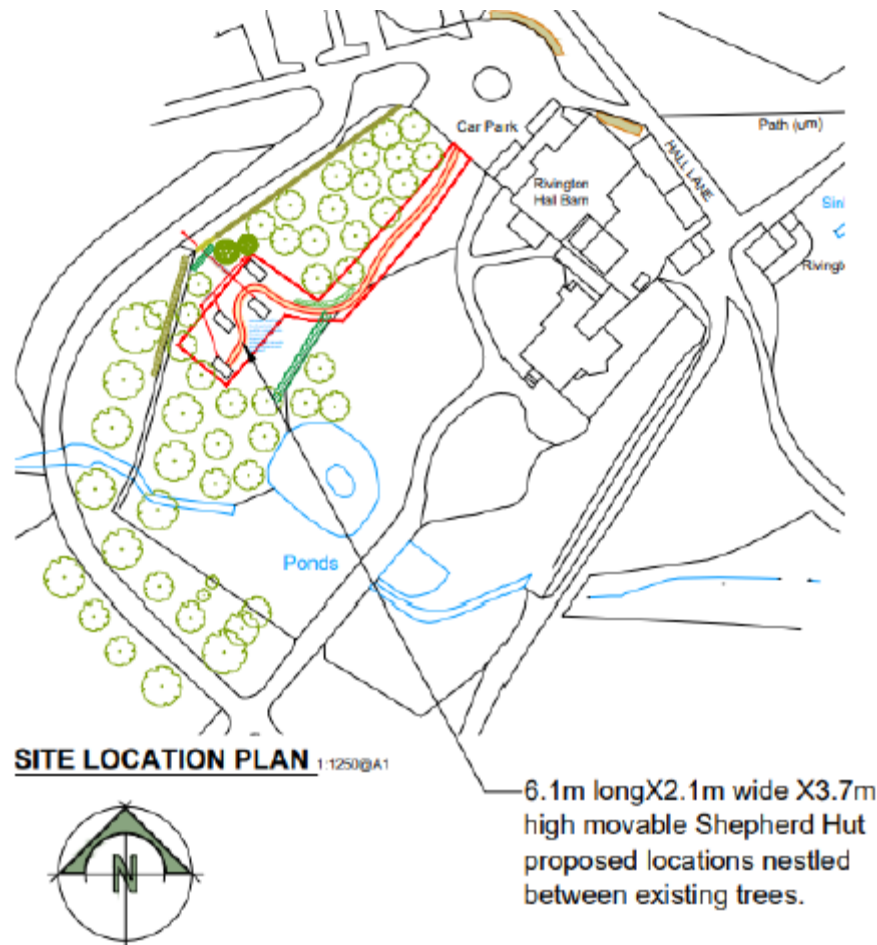 Car Park
Path (um)
HALL LANE
Rivington
Hall Barn
Ponds
SITE LOCATION PLAN 1:1250@A1
6.1m longX2.1m wide X3.7m
high movable Shepherd Hut
proposed locations nestled
between existing trees.
N